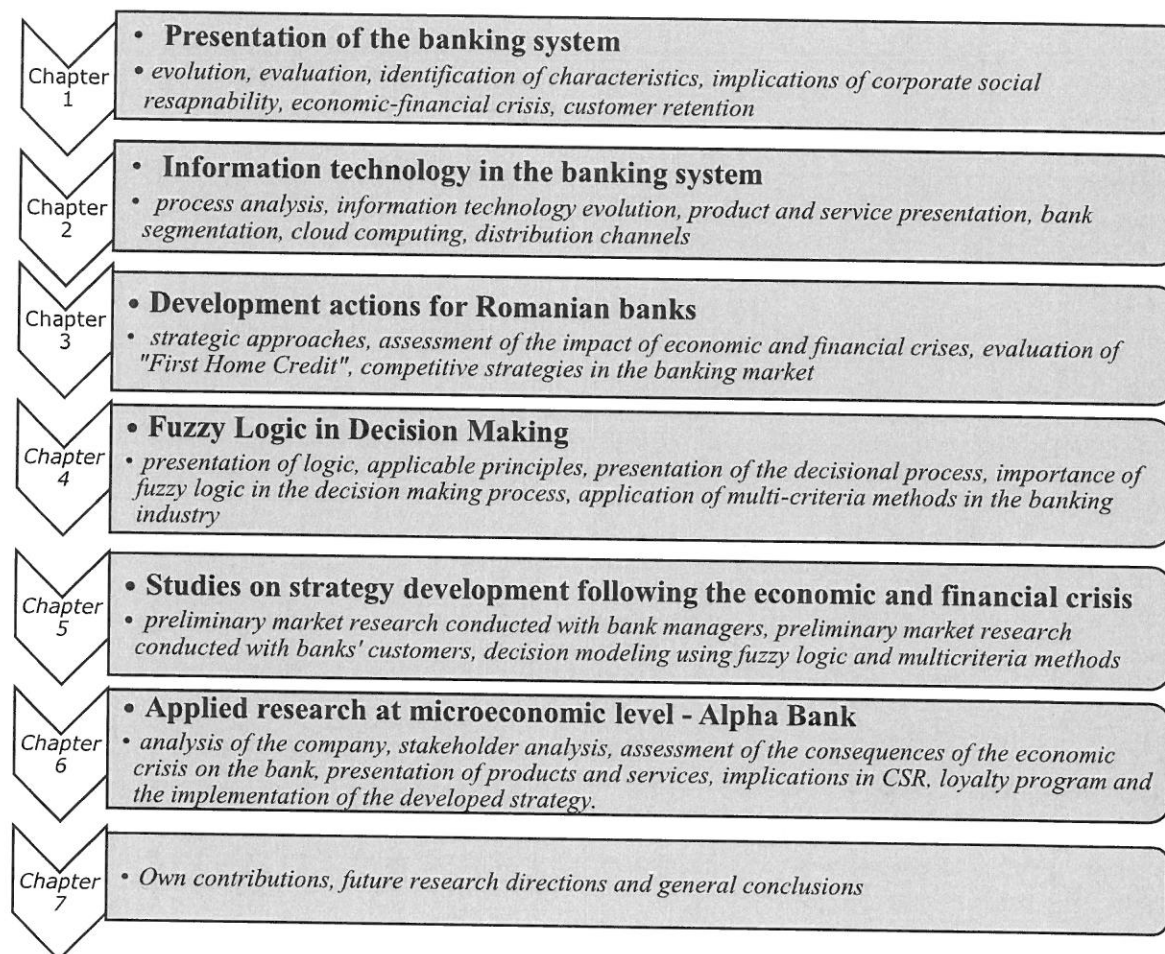 Chapter
1
• Presentation of the banking system
• evolution, evaluation, identification of characteristics, implications of corporate social
resapnability, economic-financial crisis, customer retention
Chapter
2
• Information technology in the banking system
• process analysis, information technology evolution, product and service presentation, bank
segmentation, cloud computing, distribution channels
Chapter
3
• Development actions for Romanian banks
• strategic approaches, assessment of the impact of economic and financial crises, evaluation of
"First Home Credit", competitive strategies in the banking market
Chapter
4
• Fuzzy Logic in Decision Making
• presentation of logic, applicable principles, presentation of the decisional process, importance of
fuzzy logic in the decision making process, application of multi-criteria methods in the banking
industry
Chapter
5
• Studies on strategy development following the economic and financial crisis
• preliminary market research conducted with bank managers, preliminary market research
conducted with banks' customers, decision modeling using fuzzy logic and multicriteria methods
Chapter
6
• Applied research at microeconomic level - Alpha Bank
• analysis of the company, stakeholder analysis, assessment of the consequences of the economic
crisis on the bank, presentation of products and services, implications in CSR, loyalty program and
the implementation of the developed strategy.
Chapter
7
• Own contributions, future research directions and general conclusions